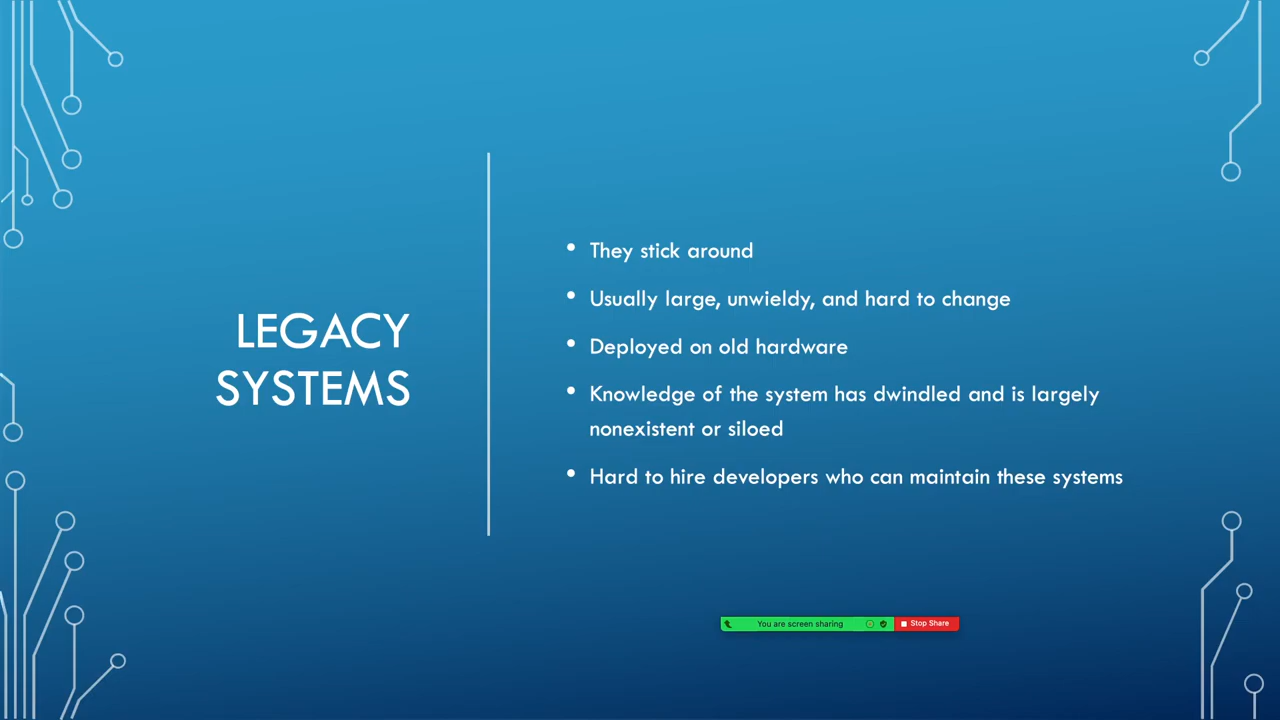 LEGACY
SYSTEMS
• They stick around
• Usually large, unwieldy, and hard to change
• Deployed on old hardware
• Knowledge of the system has dwindled and is largely
nonexistent or siloed
• Hard to hire developers who can maintain these systems
You are screen sharing
Stop Share